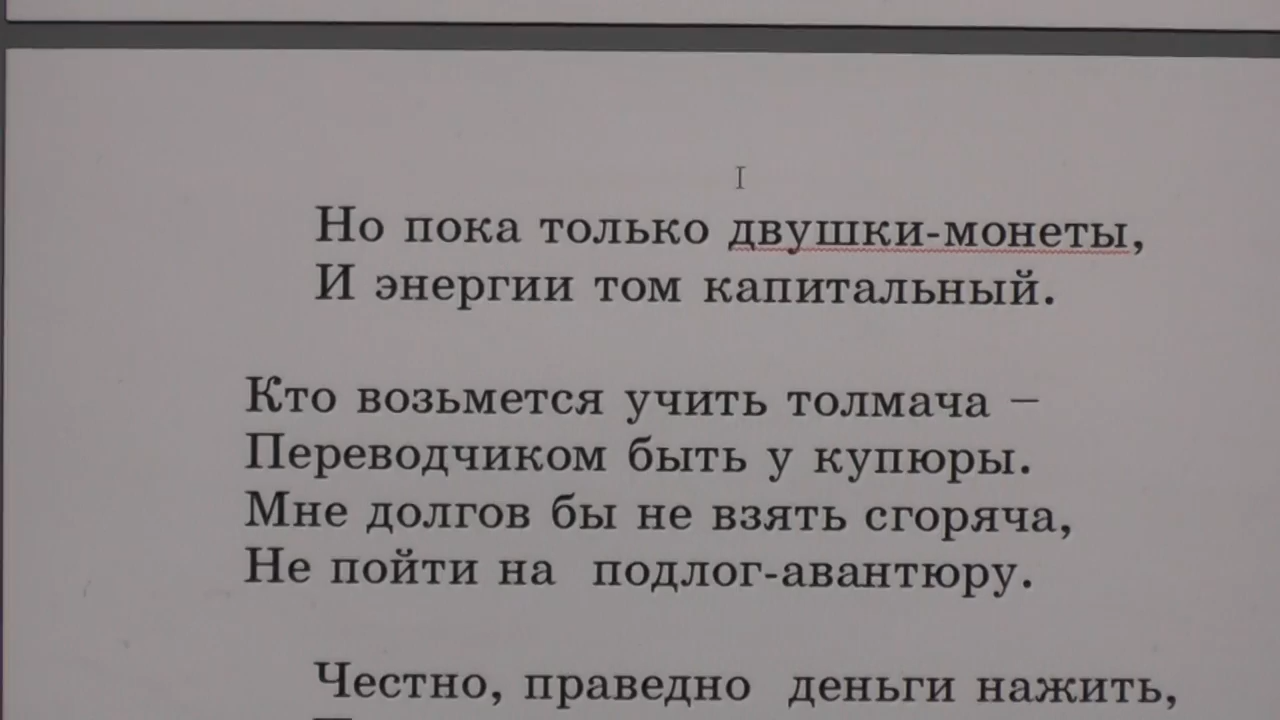 Но пока только двушки-монеты,
И энергии том капитальный.
Кто возьмется учить толмача –
Переводчиком быть у купюры.
Мне долгов бы не взять сгоряча,
Не пойти на  подлог-авантюру.
Честно, праведно  деньги нажить,